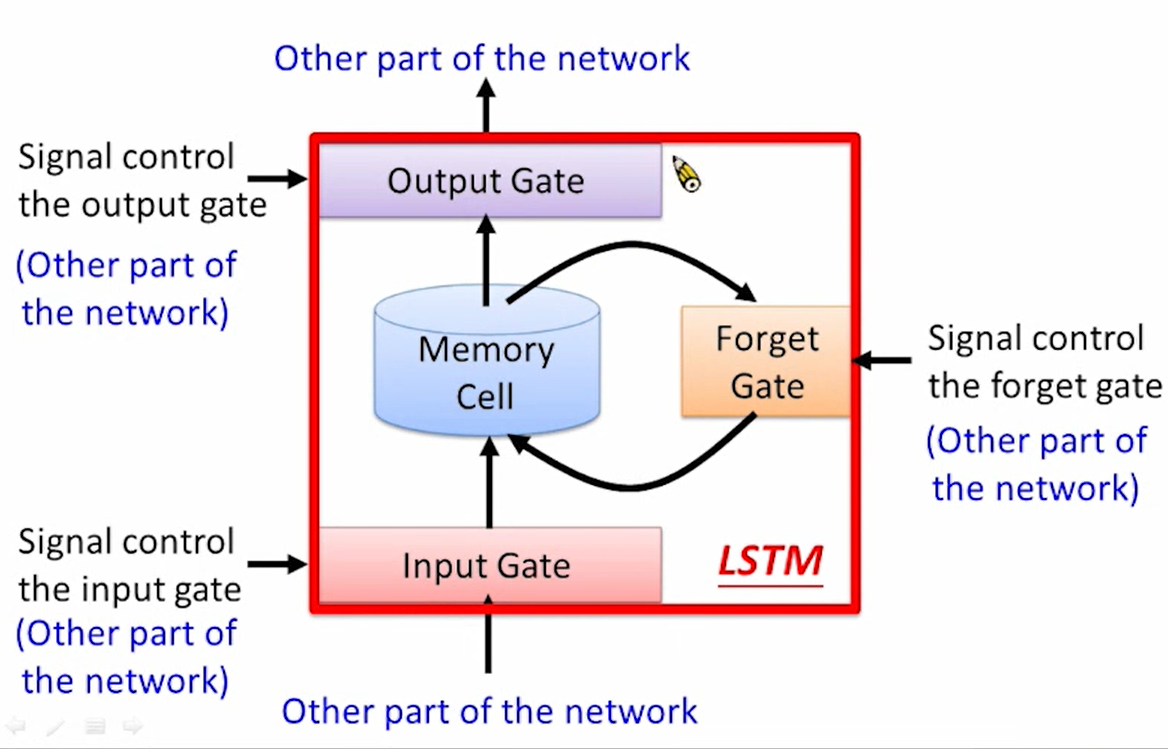 Other part of the network
Signal control
the output gate
(Other part of
the network)
Output Gate
Memory
Cell
Forget
Gate
Signal control
the forget gate
(Other part of
the network)
Signal control
the input gate
(Other part of
the network)
Input Gate
LSTM
Other part of the network